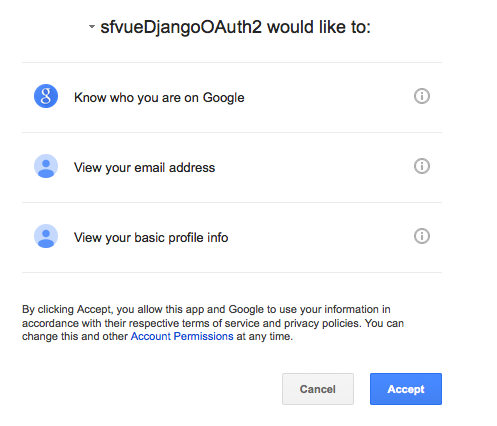 sfvueDjangoOAuth2 would like to:
g Know who you are on Google
View your email address
View your basic profile info
By clicking Accept, you allow this app and Google to use your information in
accordance with their respective terms of service and privacy policies. You can
change this and other Account Permissions at any time.
Cancel Accept